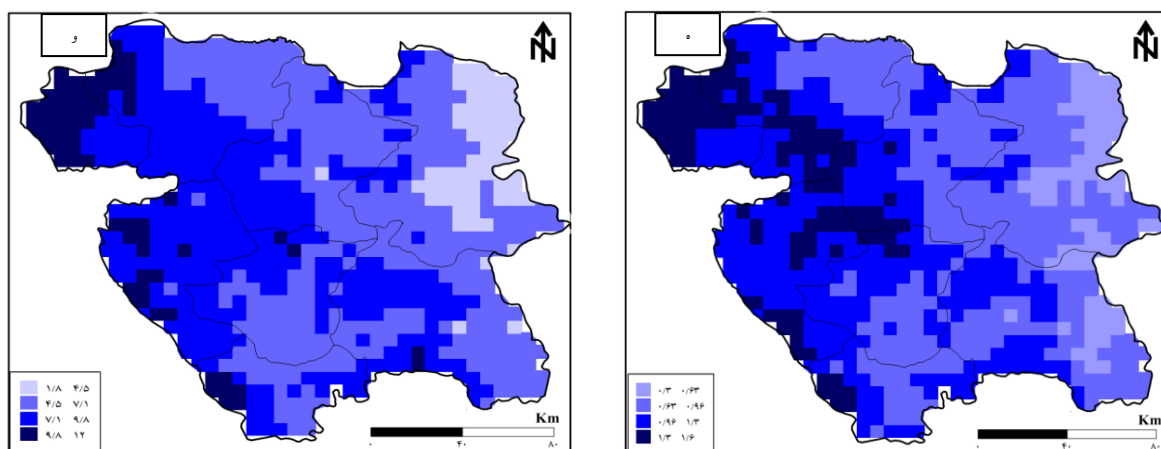 و
N
۱/۸ ۴/۵
۴/۵ ۷/۱
۷/۱ ۹/۸
۹/۸ ۱۲
Km
۰ ۴۰ ۸۰
ه
N
۰/۳ ۰/۶۳
۰/۶۳ ۰/۹۶
۰/۹۶ ۱/۳
۱/۳ ۱/۶
Km
۰ ۴۰ ۸۰